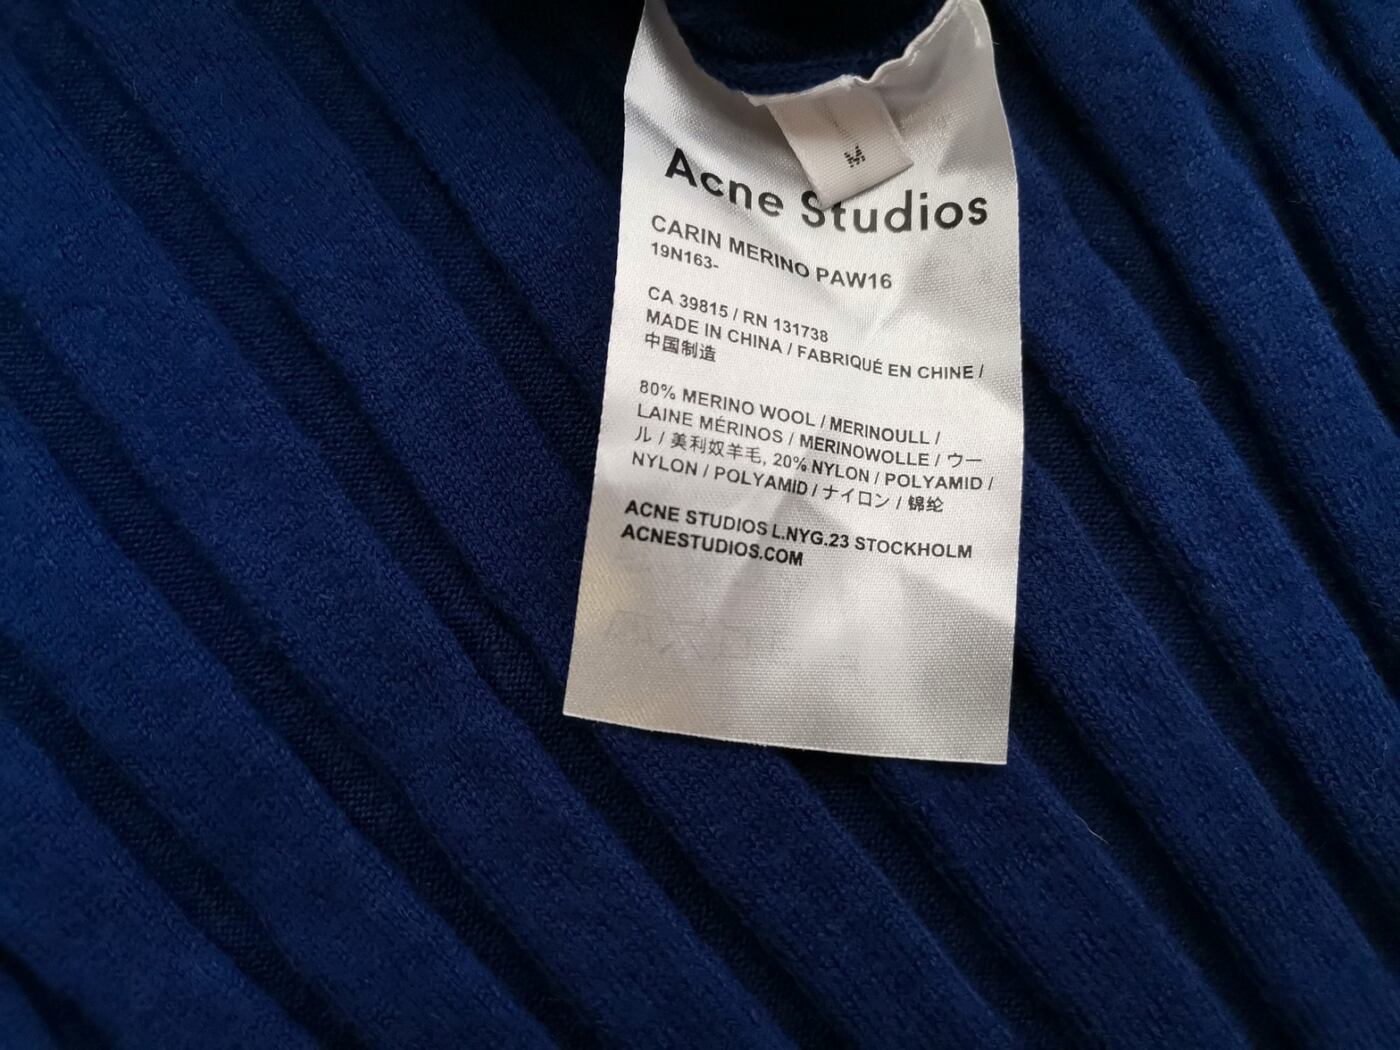 M
Acne Studios
CARIN MERINO PAW16
19N163-
CA 39815 / RN 131738
MADE IN CHINA / FABRIQUÉ EN CHINE /
中国制造
80% MERINO WOOL / MERINOULL /
LAINE MÉRINOS / MERINOWOLLE / ウー
ル / 美利奴羊毛, 20% NYLON / POLYAMID /
NYLON / POLYAMID / ナイロン / 锦纶
ACNE STUDIOS L.NYG.23 STOCKHOLM
ACNESTUDIOS.COM